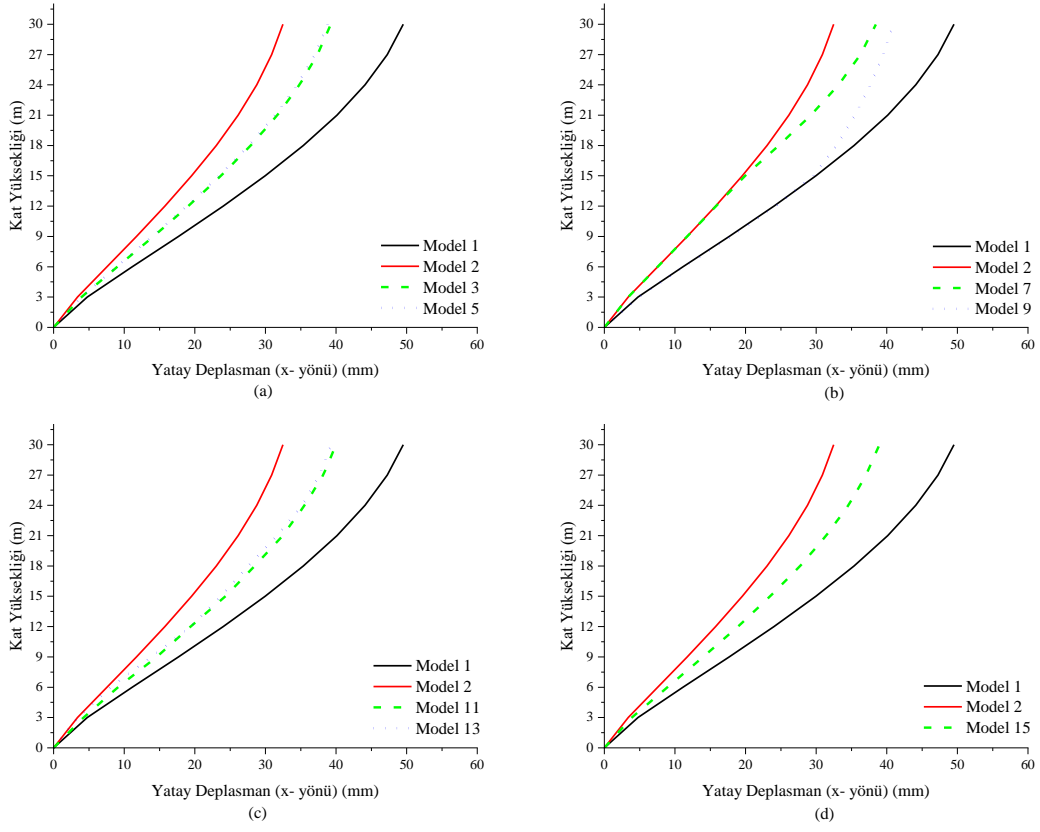 30
27
24
21
18
15
12
9
6
3
0
Kat Yüksekliği (m)
Model 1
Model 2
Model 3
Model 5
0 10 20 30 40 50 60
Yatay Deplasman (x- yönü) (mm)
(a)
30
27
24
21
18
15
12
9
6
3
0
Kat Yüksekliği (m)
Model 1
Model 2
Model 7
Model 9
0 10 20 30 40 50 60
Yatay Deplasman (x- yönü) (mm)
(b)
30
27
24
21
18
15
12
9
6
3
0
Kat Yüksekliği (m)
Model 1
Model 2
Model 11
Model 13
0 10 20 30 40 50 60
Yatay Deplasman (x- yönü) (mm)
(c)
30
27
24
21
18
15
12
9
6
3
0
Kat Yüksekliği (m)
Model 1
Model 2
Model 15
0 10 20 30 40 50 60
Yatay Deplasman (x- yönü) (mm)
(d)